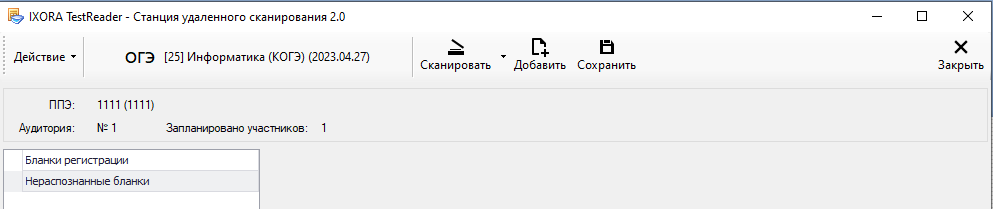 IXORA TestReader - Станция удаленного сканирования 2.0
Действие ОГЭ [25] Информатика (КОГЭ) (2023.04.27) Сканировать Добавить Сохранить Закрыть
ППЭ: 1111 (1111)
Аудитория: № 1 Запланировано участников: 1
Бланки регистрации
Нераспознанные бланки